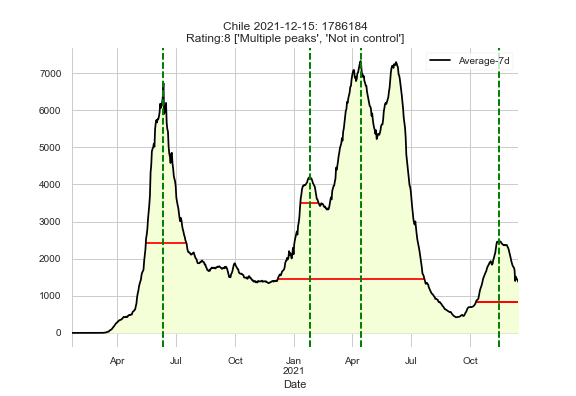 Chile 2021-12-15: 1786184
Rating:8 ['Multiple peaks', 'Not in control']
Average-7d
7000
6000
5000
4000
3000
2000
1000
0
Apr Jul Oct Jan Apr Jul Oct
2021
Date